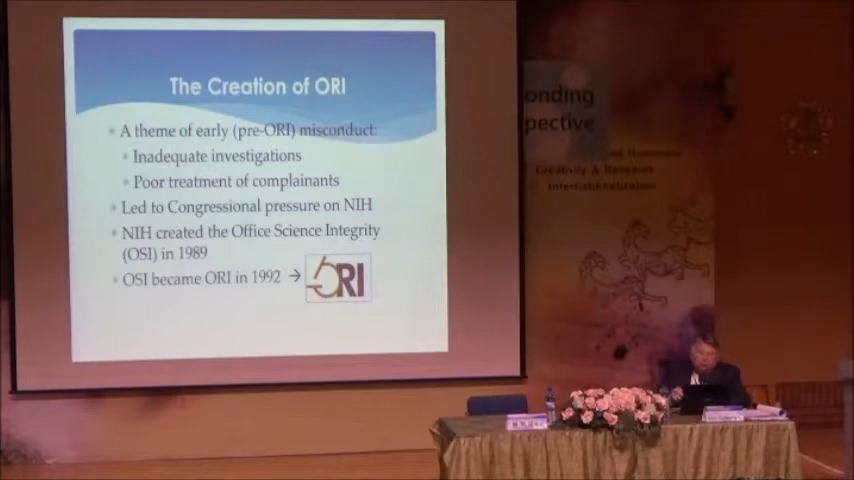 The Creation of ORI
A theme of early (pre-ORI) misconduct:
Inadequate investigations
Poor treatment of complainants
Led to Congressional pressure on NIH
NIH created the Office Science Integrity
(OSI) in 1989
OSI became ORI in 1992 →
ORI
onding
pective
Creativity & Research
Internationalization